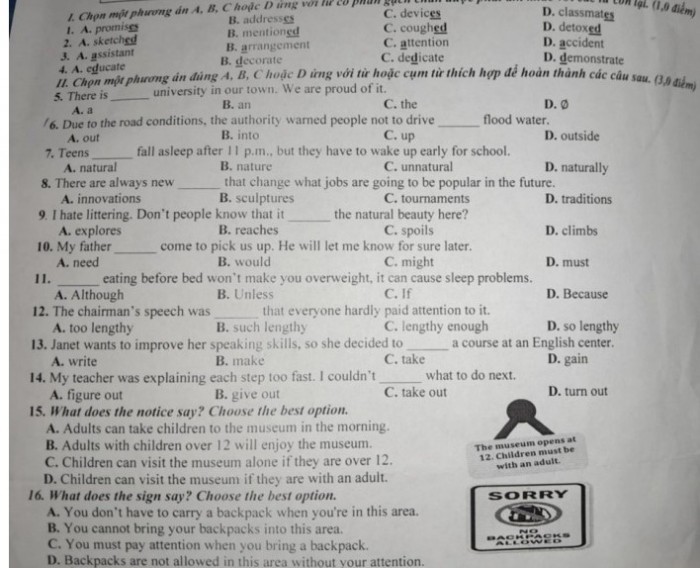 I. Chọn một phương án A, B, C hoặc D ứng với từ có phần gạch chân được phát âm khác với các từ còn lại. (1,0 điểm)
1. A. promises B. addresses C. devices D. classmates
2. A. sketched B. mentioned C. coughed D. detoxed
3. A. assistant B. arrangement C. attention D. accident
4. A. educate B. decorate C. dedicate D. demonstrate
II. Chọn một phương án đúng A, B, C hoặc D ứng với từ hoặc cụm từ thích hợp để hoàn thành các câu sau. (3,0 điểm)
5. There is ______ university in our town. We are proud of it.
A. a B. an C. the D. Ø
6. Due to the road conditions, the authority warned people not to drive ______ flood water.
A. out B. into C. up D. outside
7. Teens ______ fall asleep after 11 p.m., but they have to wake up early for school.
A. natural B. nature C. unnatural D. naturally
8. There are always new ______ that change what jobs are going to be popular in the future.
A. innovations B. sculptures C. tournaments D. traditions
9. I hate littering. Don't people know that it ______ the natural beauty here?
A. explores B. reaches C. spoils D. climbs
10. My father ______ come to pick us up. He will let me know for sure later.
A. need B. would C. might D. must
11. ______ eating before bed won't make you overweight, it can cause sleep problems.
A. Although B. Unless C. If D. Because
12. The chairman's speech was ______ that everyone hardly paid attention to it.
A. too lengthy B. such lengthy C. lengthy enough D. so lengthy
13. Janet wants to improve her speaking skills, so she decided to ______ a course at an English center.
A. write B. make C. take D. gain
14. My teacher was explaining each step too fast. I couldn't ______ what to do next.
A. figure out B. give out C. take out D. turn out
15. What does the notice say? Choose the best option.
A. Adults can take children to the museum in the morning.
B. Adults with children over 12 will enjoy the museum.
C. Children can visit the museum alone if they are over 12.
D. Children can visit the museum if they are with an adult.
The museum opens at
12. Children must be
with an adult.
16. What does the sign say? Choose the best option.
A. You don't have to carry a backpack when you're in this area.
B. You cannot bring your backpacks into this area.
C. You must pay attention when you bring a backpack.
D. Backpacks are not allowed in this area without your attention.
SORRY
NO
BACKPACKS
ALLOWED